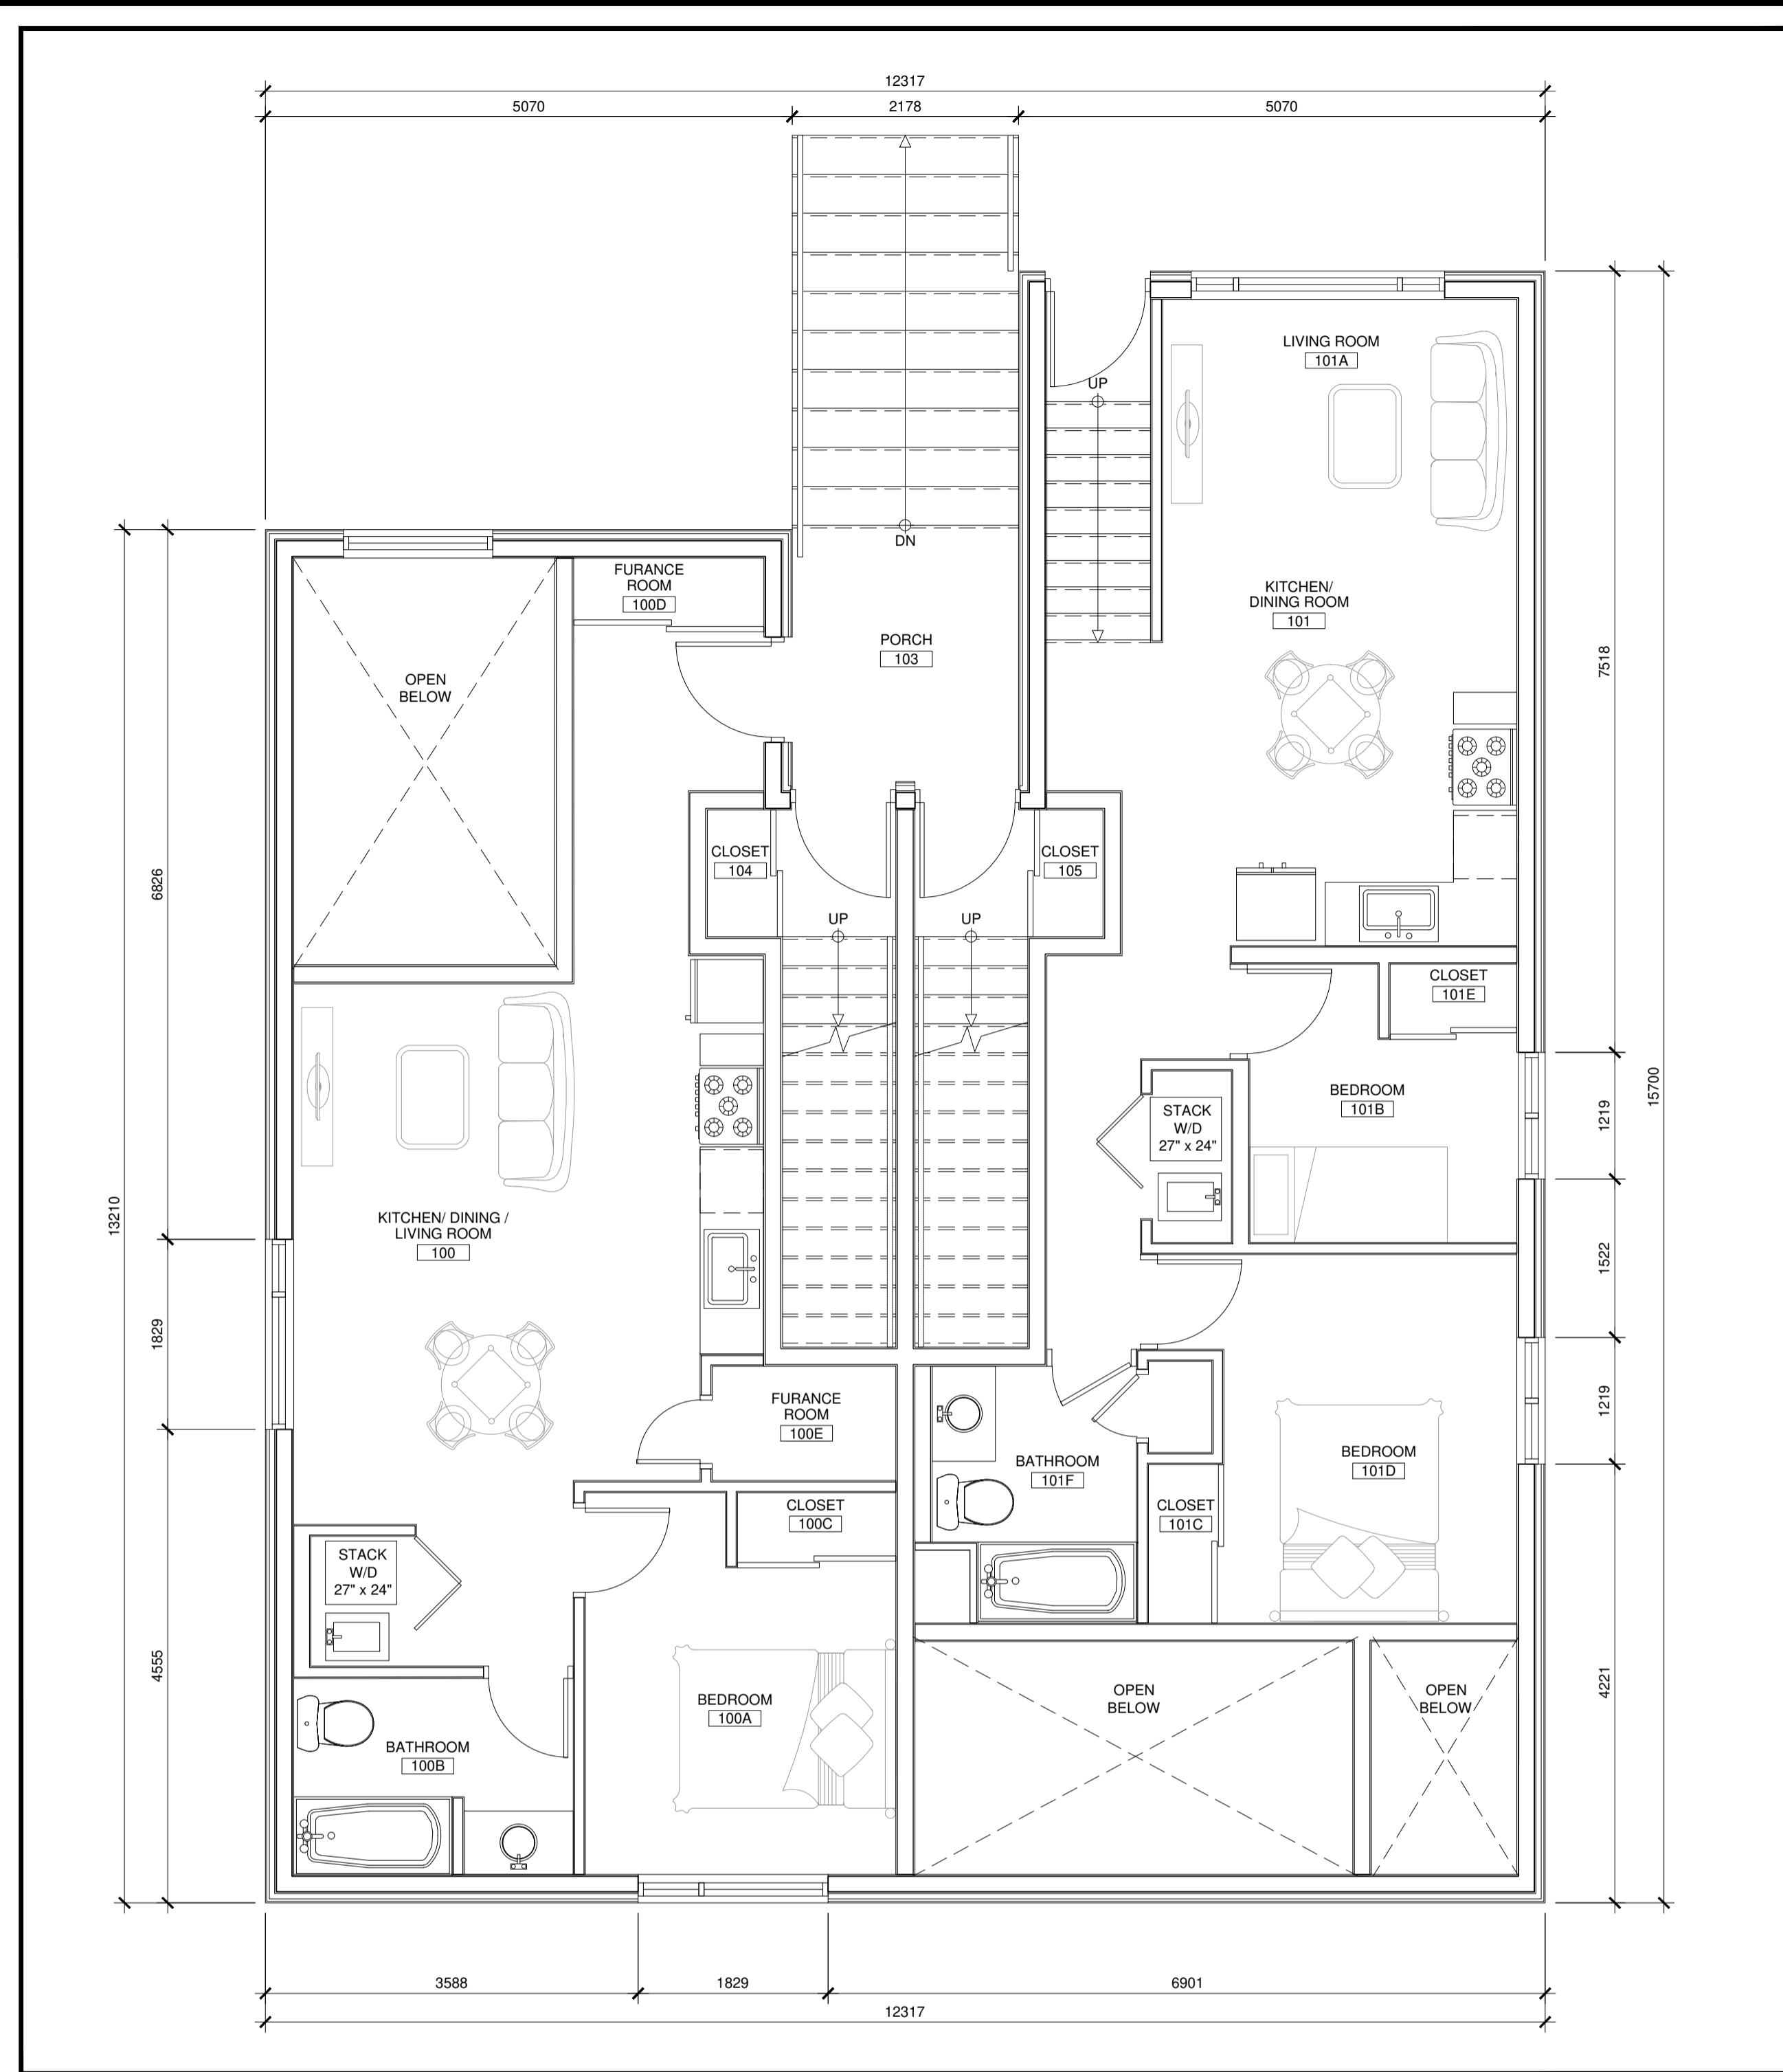 12317
5070
2178
5070
LIVING ROOM
101A
UP
DN
FURANCE
ROOM
100D
KITCHEN/
DINING ROOM
101
PORCH
103
OPEN
BELOW
7518
CLOSET
104
CLOSET
105
6826
UP
UP
CLOSET
101E
BEDROOM
101B
STACK
W/D
27" x 24"
1219
15700
13210
KITCHEN/ DINING /
LIVING ROOM
100
1522
1829
FURANCE
ROOM
100E
1219
BATHROOM
101F
BEDROOM
101D
CLOSET
100C
CLOSET
101C
STACK
W/D
27" x 24"
4555
BEDROOM
100A
OPEN
BELOW
OPEN
BELOW
4221
BATHROOM
100B
3588
1829
6901
12317